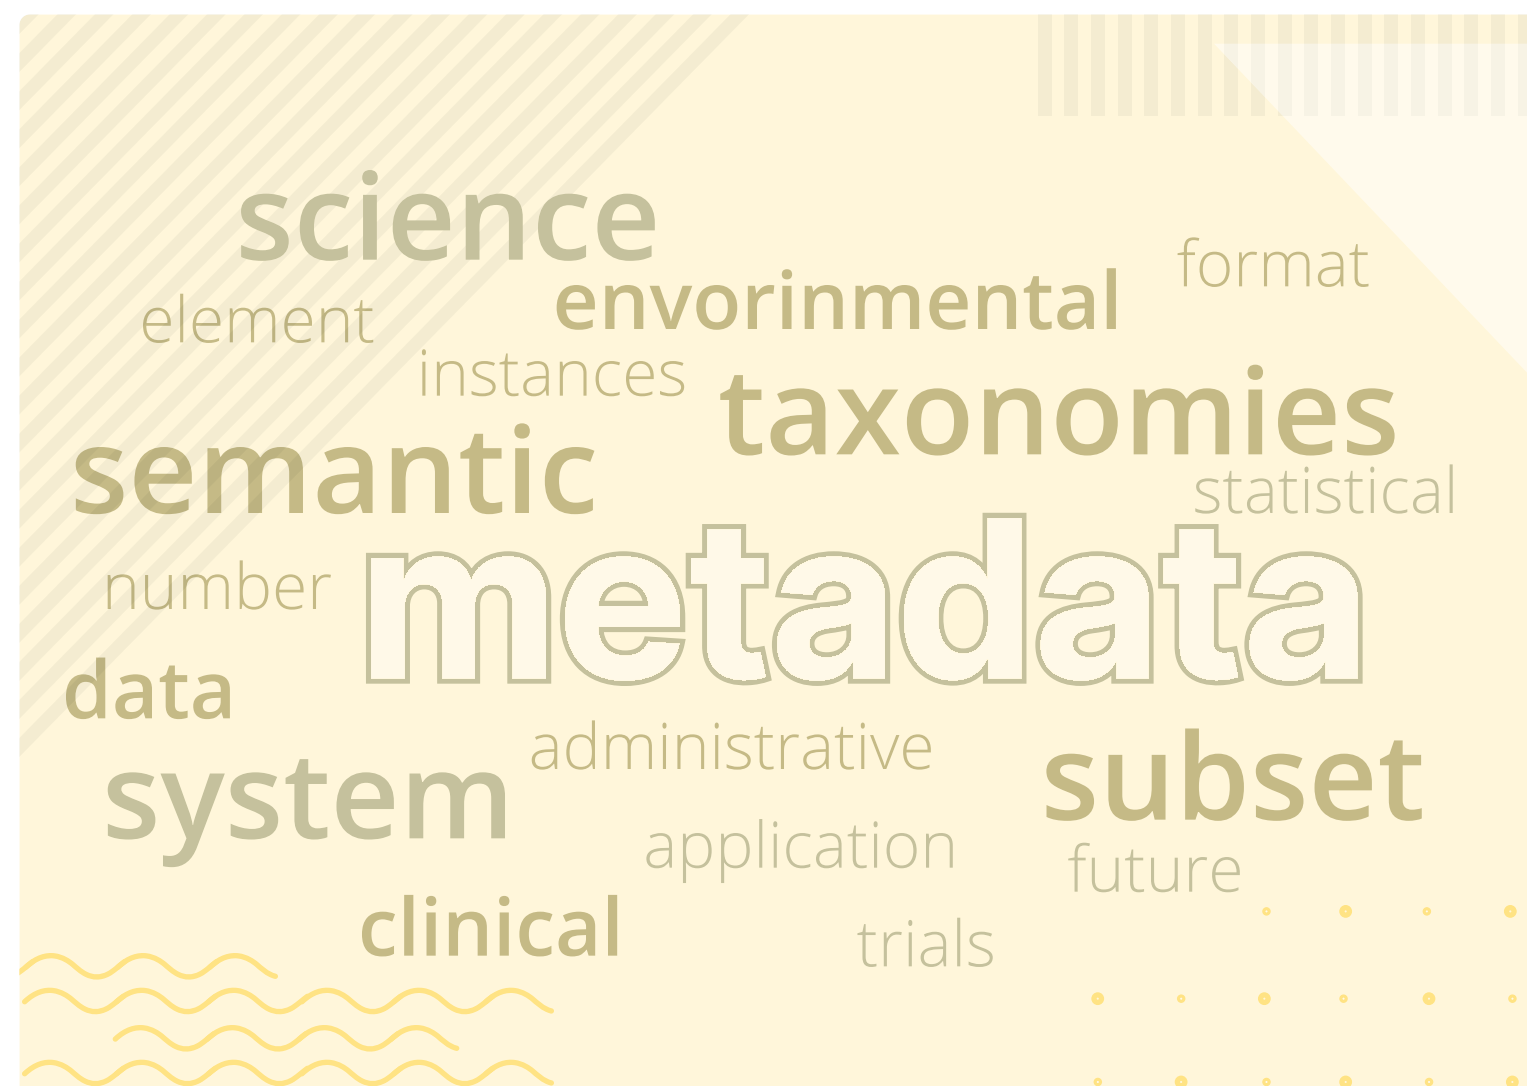 science
format
envorinmental
element
instances
taxonomies
semantic
statistical
metadata
number
data
administrative
subset
system
application
future
clinical
trials